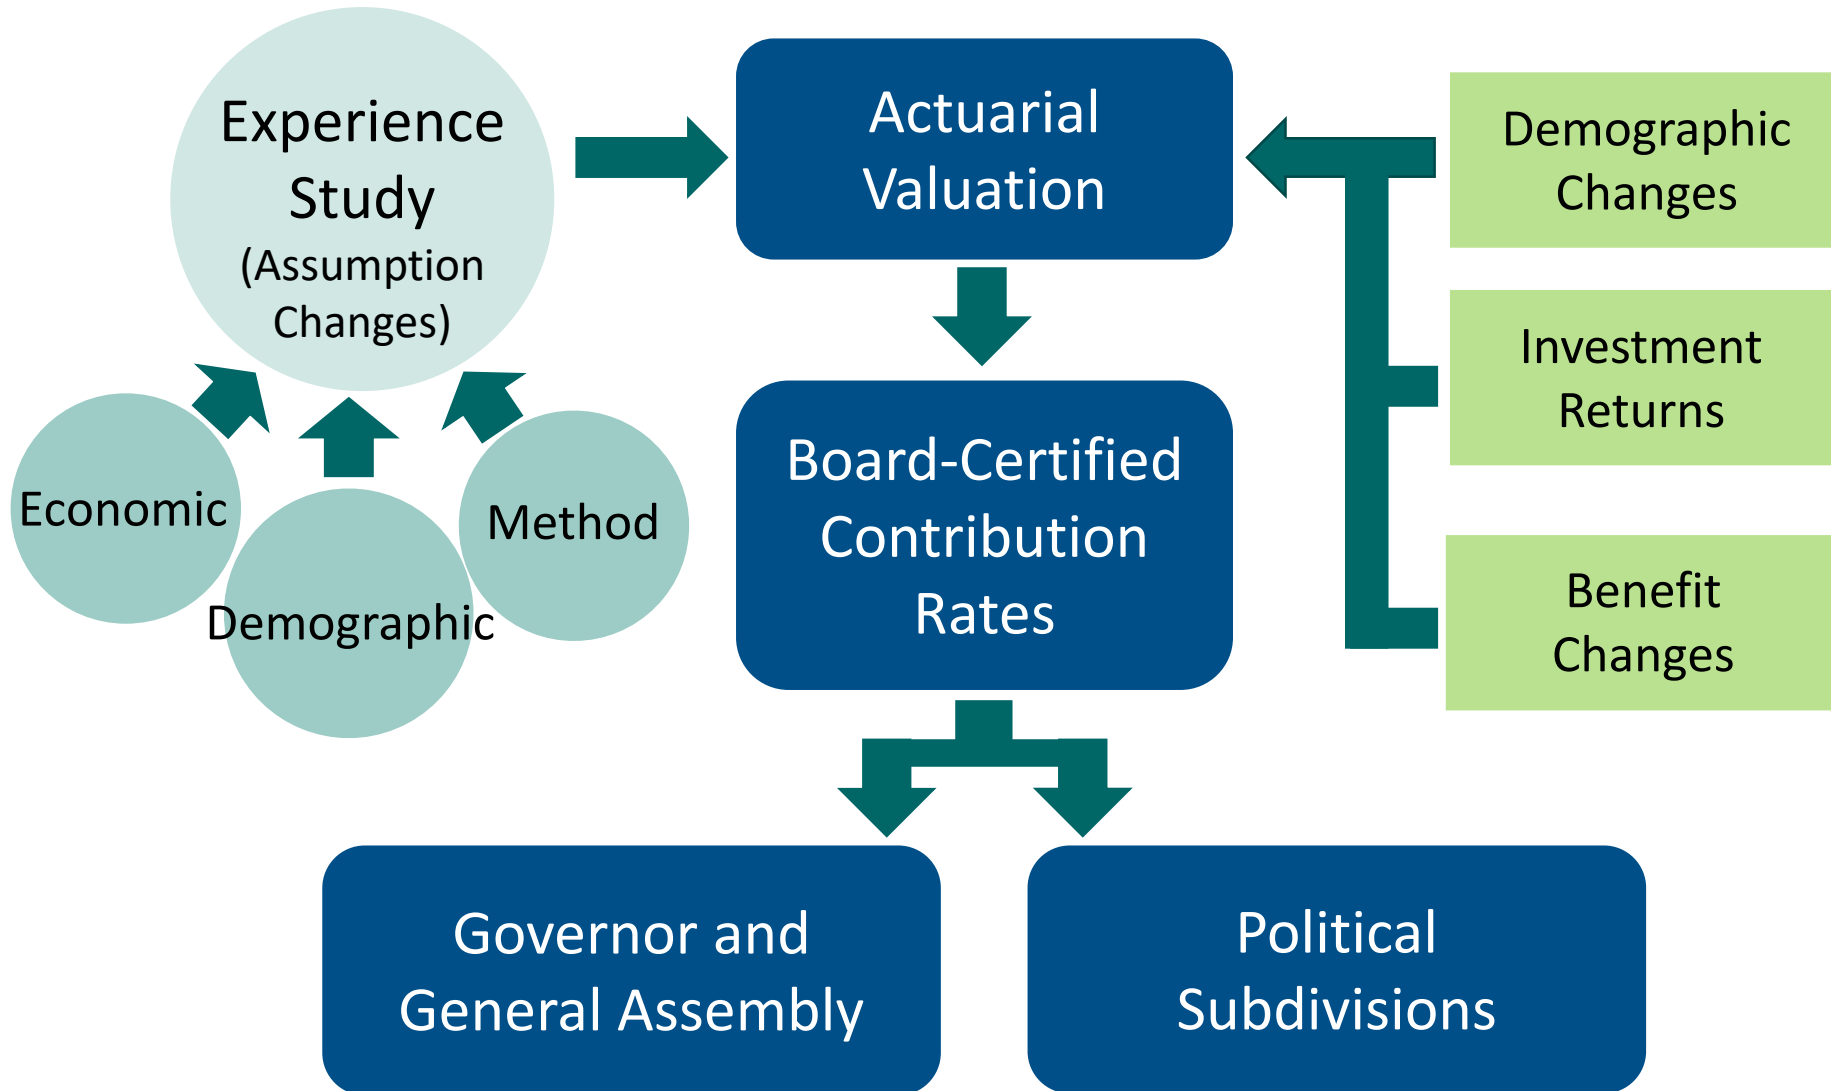 Experience
Study
(Assumption
Changes)
Economic
Demographic
Method
Actuarial
Valuation
Board-Certified
Contribution
Rates
Demographic
Changes
Investment
Returns
Benefit
Changes
Governor and
General Assembly
Political
Subdivisions